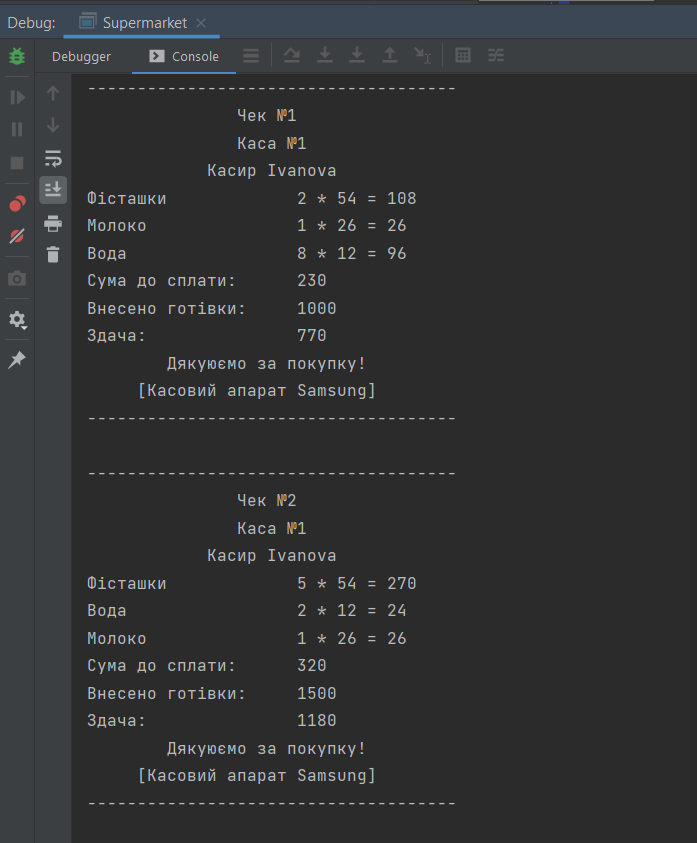 Debug: Supermarket
Debugger Console
-------------------------------------
Чек №1
Каса №1
Касир Ivanova
Фісташки 2 * 54 = 108
Молоко 1 * 26 = 26
Вода 8 * 12 = 96
Сума до сплати: 230
Внесено готівки: 1000
Здача: 770
Дякуюємо за покупку!
[Касовий апарат Samsung]
-------------------------------------
-------------------------------------
Чек №2
Каса №1
Касир Ivanova
Фісташки 5 * 54 = 270
Вода 2 * 12 = 24
Молоко 1 * 26 = 26
Сума до сплати: 320
Внесено готівки: 1500
Здача: 1180
Дякуюємо за покупку!
[Касовий апарат Samsung]
-------------------------------------